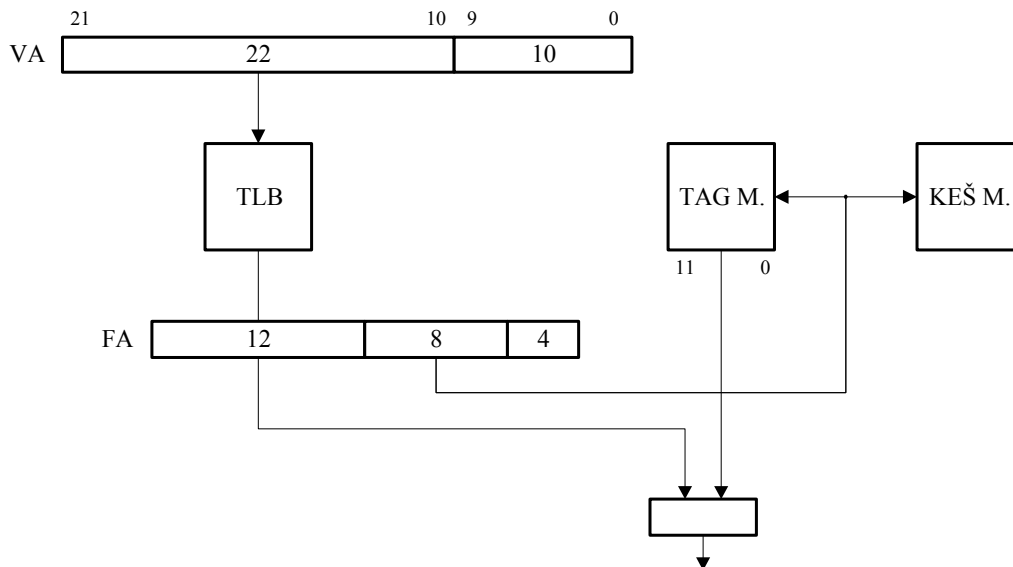 21 10 9 0
VA 22 10
TLB TAG M. KEŠ M.
11 0
FA 12 8 4